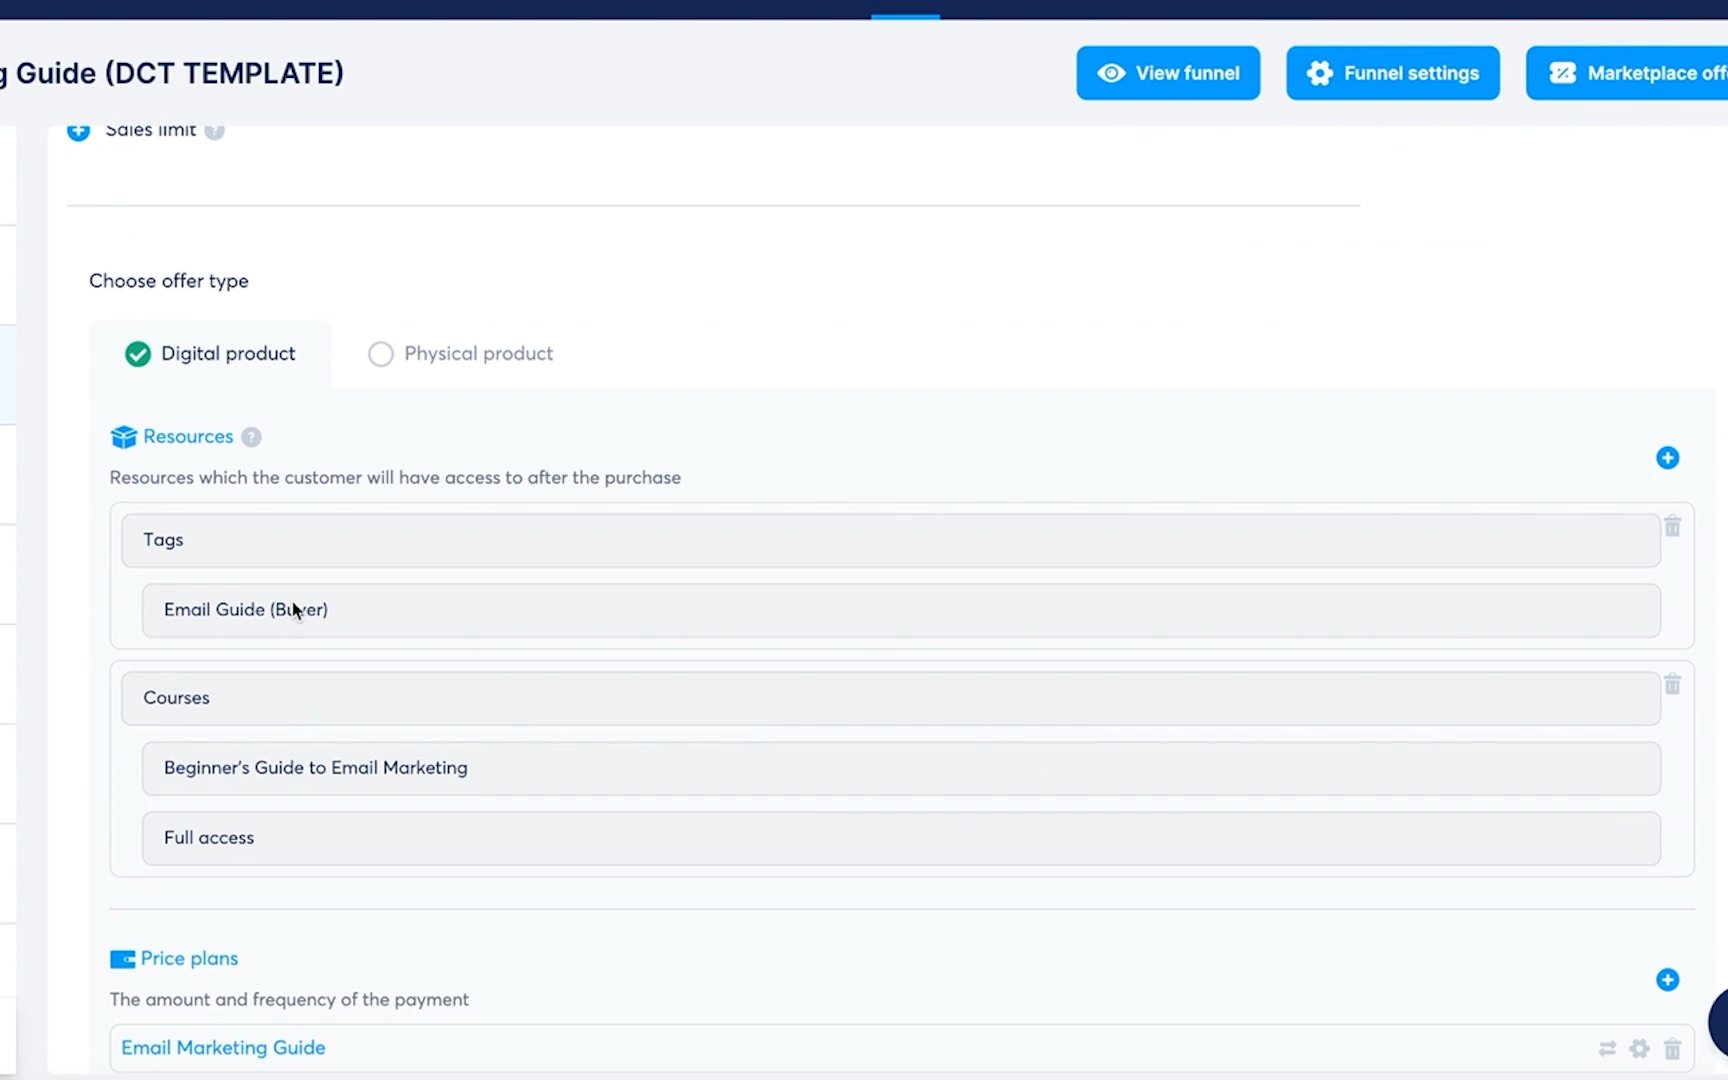 g Guide (DCT TEMPLATE)
View funnel
Funnel settings
Marketplace off
Sales limit ?
Choose offer type
Digital product
Physical product
Resources ?
Resources which the customer will have access to after the purchase
Tags
Email Guide (Buyer)
Courses
Beginner's Guide to Email Marketing
Full access
Price plans
The amount and frequency of the payment
Email Marketing Guide